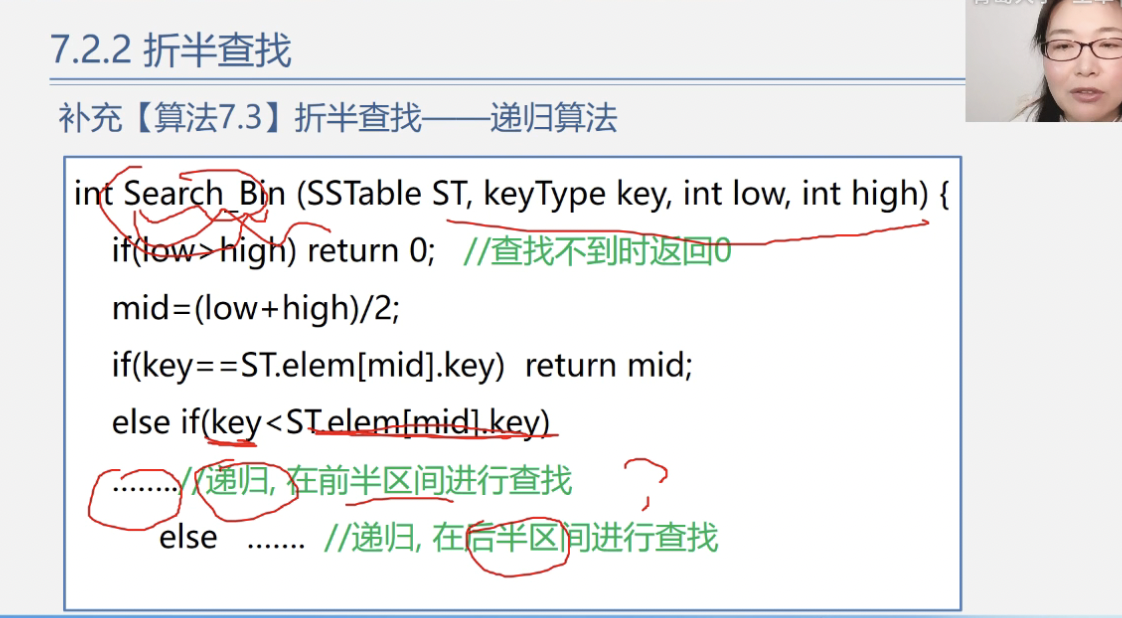 7.2.2 折半查找
补充【算法7.3】折半查找——递归算法
int Search_Bin (SSTable ST, keyType key, int low, int high) {
if(low>high) return 0; //查找不到时返回0
mid=(low+high)/2;
if(key==ST.elem[mid].key) return mid;
else if(key<ST.elem[mid].key)
........//递归, 在前半区间进行查找
?
else ....... //递归, 在后半区间进行查找